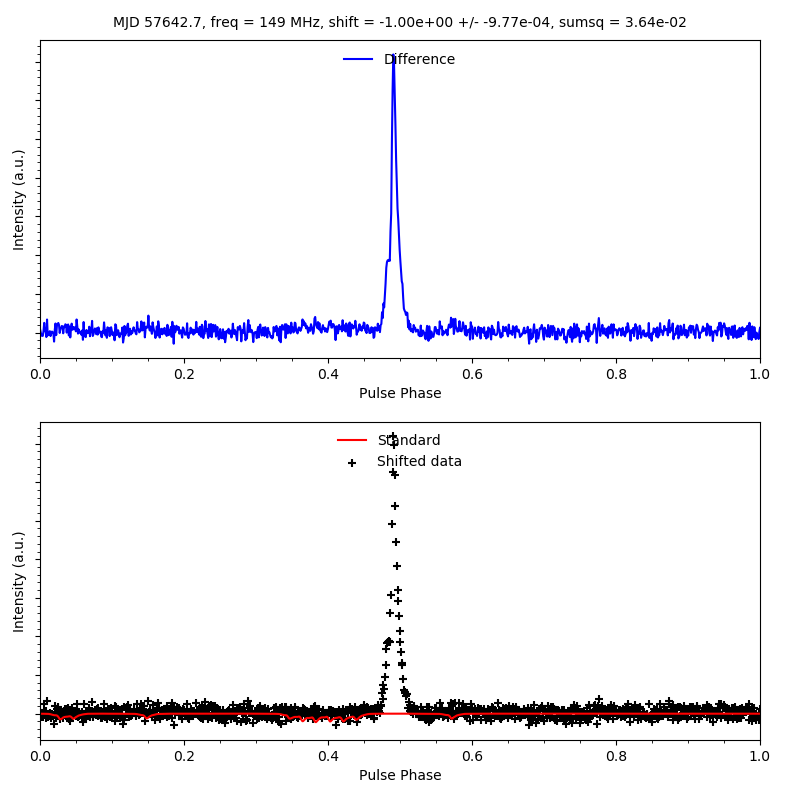 MJD 57642.7, freq = 149 MHz, shift = -1.00e+00 +/- -9.77e-04, sumsq = 3.64e-02
Difference
Intensity (a.u.)
0.0 0.2 0.4 0.6 0.8 1.0
Pulse Phase
Standard
Shifted data
Intensity (a.u.)
0.0 0.2 0.4 0.6 0.8 1.0
Pulse Phase